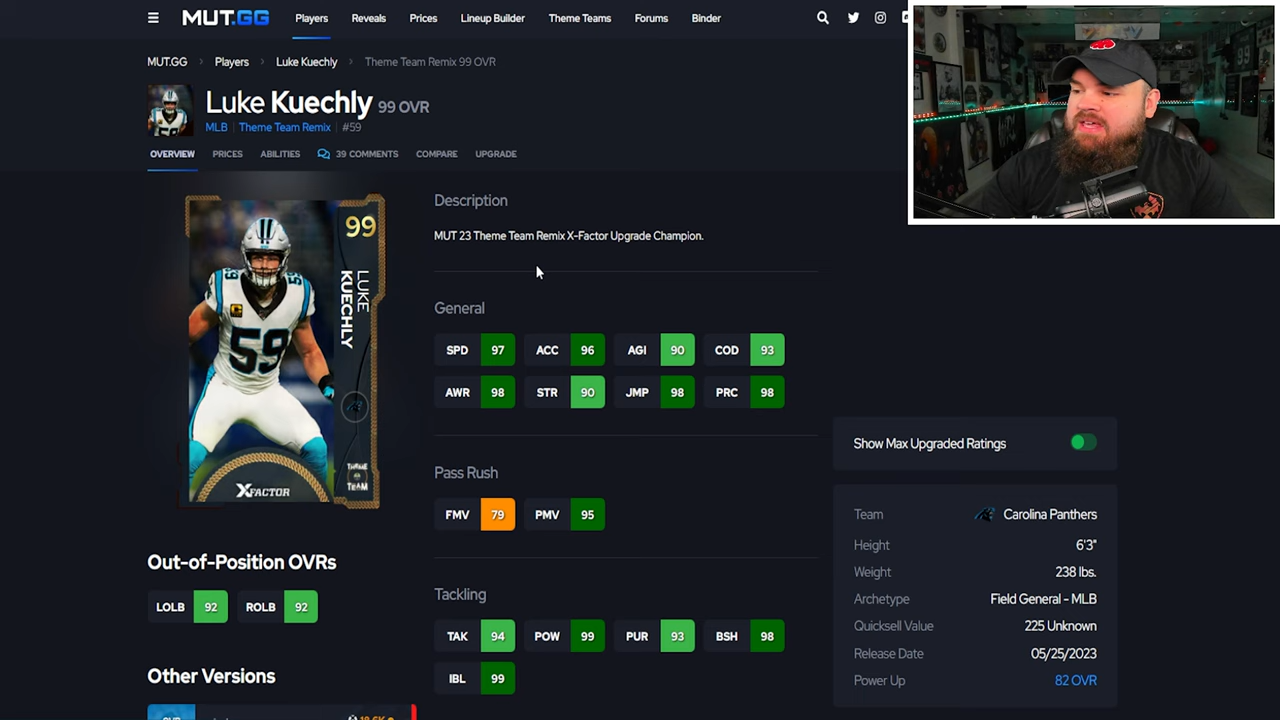 MUT.GG
Players
Reveals
Prices
Lineup Builder
Theme Teams
Forums
Binder
MUT.GG > Players > Luke Kuechly > Theme Team Remix 99 OVR
Luke Kuechly 99 OVR
MLB | Theme Team Remix | #59
OVERVIEW
PRICES
ABILITIES
39 COMMENTS
COMPARE
UPGRADE
99
LUKE
KUECHLY
59
XFACTOR
THEME
TEAM
Description
MUT 23 Theme Team Remix X-Factor Upgrade Champion.
General
SPD 97 ACC 96 AGI 90 COD 93
AWR 98 STR 90 JMP 98 PRC 98
Pass Rush
FMV 79 PMV 95
Tackling
TAK 94 POW 99 PUR 93 BSH 98
IBL 99
Out-of-Position OVRs
LOLB 92 ROLB 92
Other Versions
Show Max Upgraded Ratings
Team Carolina Panthers
Height 6'3"
Weight 238 lbs.
Archetype Field General - MLB
Quicksell Value 225 Unknown
Release Date 05/25/2023
Power Up 82 OVR